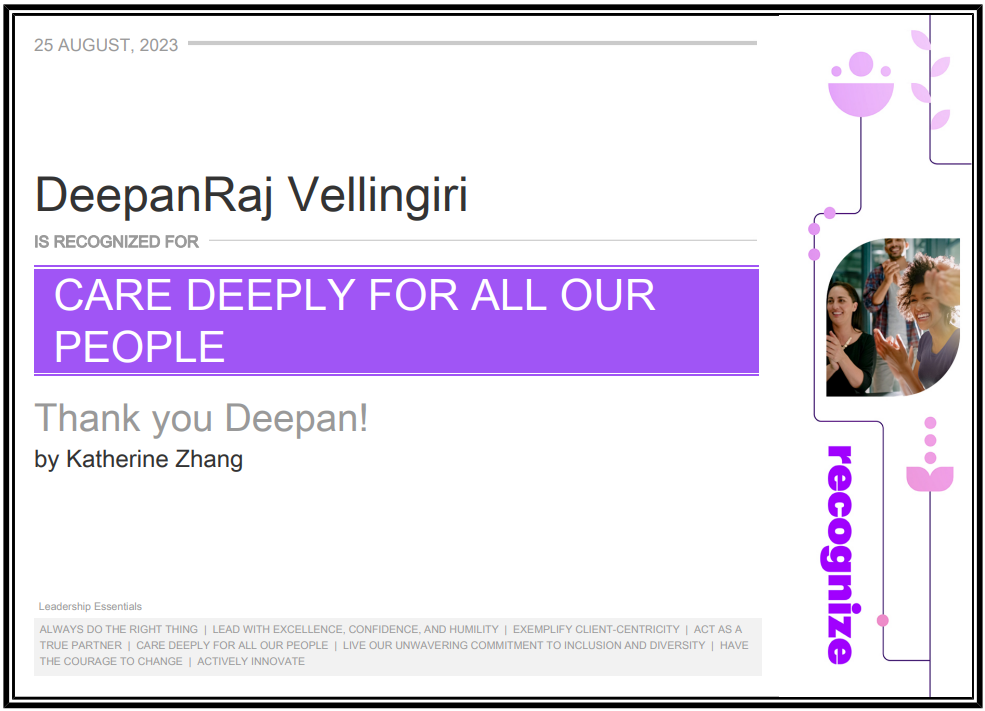 25 AUGUST, 2023
DeepanRaj Vellingiri
IS RECOGNIZED FOR
CARE DEEPLY FOR ALL OUR
PEOPLE
Thank you Deepan!
by Katherine Zhang
recognize
Leadership Essentials
ALWAYS DO THE RIGHT THING | LEAD WITH EXCELLENCE, CONFIDENCE, AND HUMILITY | EXEMPLIFY CLIENT-CENTRICITY | ACT AS A
TRUE PARTNER | CARE DEEPLY FOR ALL OUR PEOPLE | LIVE OUR UNWAVERING COMMITMENT TO INCLUSION AND DIVERSITY | HAVE
THE COURAGE TO CHANGE | ACTIVELY INNOVATE